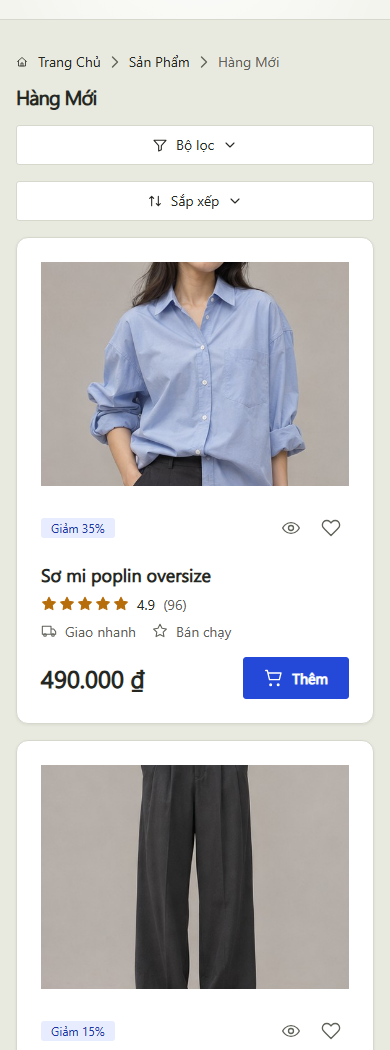 Trang Chủ > Sản Phẩm > Hàng Mới
Hàng Mới
Bộ lọc
Sắp xếp
Giảm 35%
Sơ mi poplin oversize
4.9 (96)
Giao nhanh Bán chạy
490.000 ₫ Thêm
Giảm 15%